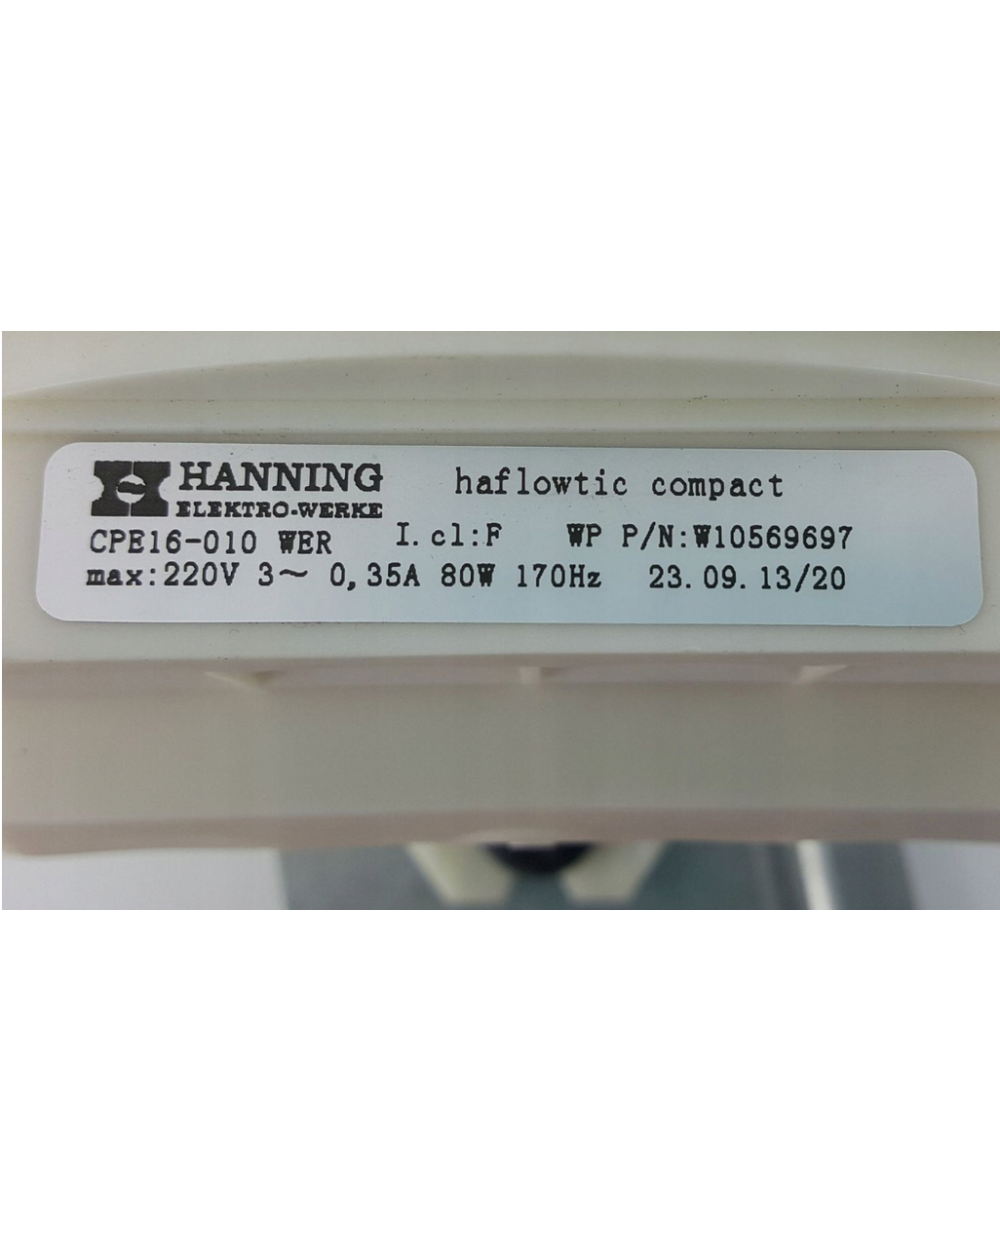 HANNING haflowtic compact
ELEKTRO-WERKE
CPE16-010 WER I.cl:F WP P/N:W10569697
max:220V 3~ 0,35A 80W 170Hz 23.09.13/20